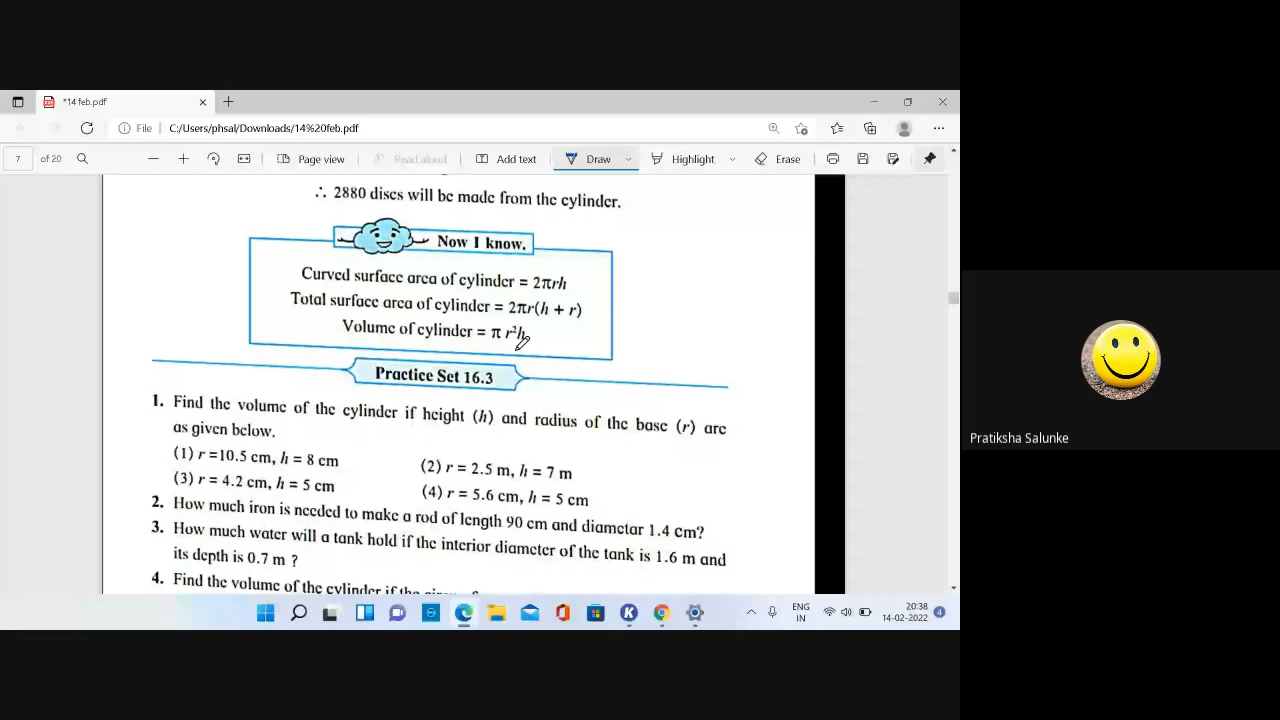 *14 feb.pdf
File
C:/Users/phsal/Downloads/14%20feb.pdf
7 of 20
Page view
Read aloud
Add text
Draw
Highlight
Erase
∴ 2880 discs will be made from the cylinder.
Now I know.
Curved surface area of cylinder = 2πrh
Total surface area of cylinder = 2πr(h + r)
Volume of cylinder = π r²h
Practice Set 16.3
1. Find the volume of the cylinder if height (h) and radius of the base (r) are
as given below.
(1) r =10.5 cm, h = 8 cm
(2) r = 2.5 m, h = 7 m
(3) r = 4.2 cm, h = 5 cm
(4) r = 5.6 cm, h = 5 cm
2. How much iron is needed to make a rod of length 90 cm and diametar 1.4 cm?
3. How much water will a tank hold if the interior diameter of the tank is 1.6 m and
its depth is 0.7 m ?
4. Find the volume of the cylinder if the
Pratiksha Salunke
ENG
IN
20:38
14-02-2022
4